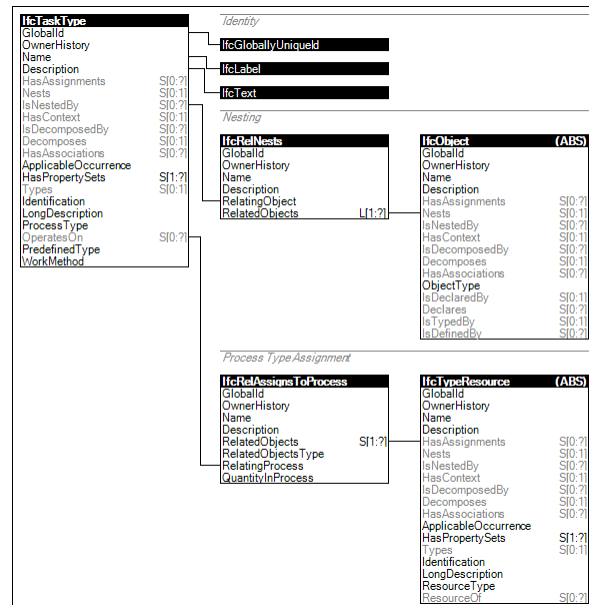 IfcTaskType
GlobalId
OwnerHistory
Name
Description
HasAssignments S[0:?]
Nests S[0:1]
IsNestedBy S[0:?]
HasContext S[0:1]
IsDecomposedBy S[0:?]
Decomposes S[0:1]
HasAssociations S[0:?]
ApplicableOccurrence
HasPropertySets S[1:?]
Types S[0:1]
Identification
LongDescription
ProcessType
OperatesOn S[0:?]
PredefinedType
WorkMethod
Identity
IfcGloballyUniqueId
IfcLabel
IfcText
Nesting
IfcRelNests
GlobalId
OwnerHistory
Name
Description
RelatingObject
RelatedObjects L[1:?]
IfcObject (ABS)
GlobalId
OwnerHistory
Name
Description
HasAssignments S[0:?]
Nests S[0:1]
IsNestedBy S[0:?]
HasContext S[0:1]
IsDecomposedBy S[0:?]
Decomposes S[0:1]
HasAssociations S[0:?]
ObjectType
IsDeclaredBy S[0:1]
Declares S[0:?]
IsTypedBy S[0:1]
IsDefinedBy S[0:?]
Process Type Assignment
IfcRelAssignsToProcess
GlobalId
OwnerHistory
Name
Description
RelatedObjects S[1:?]
RelatedObjectsType
RelatingProcess
QuantityInProcess
IfcTypeResource (ABS)
GlobalId
OwnerHistory
Name
Description
HasAssignments S[0:?]
Nests S[0:1]
IsNestedBy S[0:?]
HasContext S[0:1]
IsDecomposedBy S[0:?]
Decomposes S[0:1]
HasAssociations S[0:?]
ApplicableOccurrence
HasPropertySets S[1:?]
Types S[0:1]
Identification
LongDescription
ResourceType
ResourceOf S[0:?]